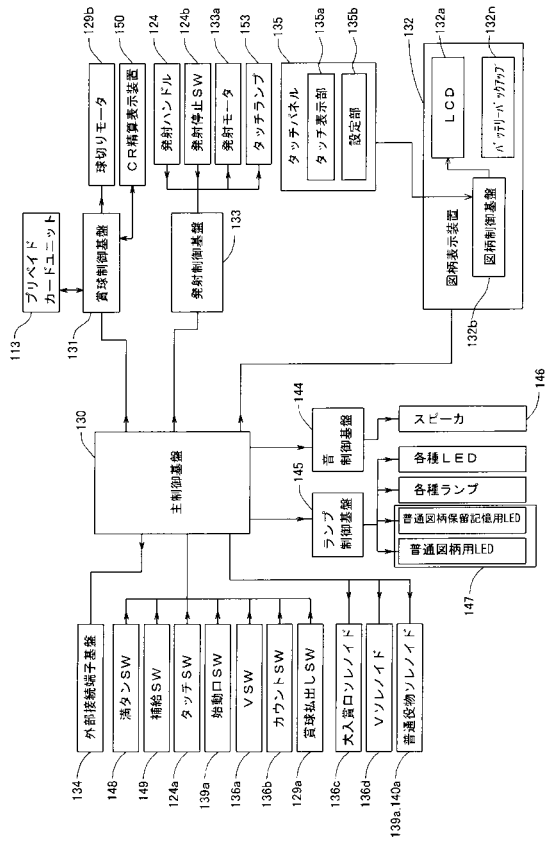 134
外部接続端子基盤
148
満タンSW
149
補給SW
124a
タッチSW
139a
始動口SW
136a
VSW
136b
カウントSW
129a
賞球払出しSW
136c
大入賞口ソレノイド
136d
Vソレノイド
139a,140a
普通役物ソレノイド
130
主制御基盤
145
ランプ
制御基盤
144
音
制御基盤
スピーカ
146
各種LED
各種ランプ
普通図柄保留記憶用LED
普通図柄用LED
147
113
プリペイド
カードユニット
131
賞球制御基盤
球切りモータ
129b
CR精算表示装置
150
発射制御基盤
133
発射ハンドル
124
発射停止SW
124b
発射モータ
133a
タッチランプ
153
タッチパネル
135
タッチ表示部
135a
設定部
135b
図柄表示装置
132
図柄制御基盤
132b
LCD
132a
バッテリーバックアップ
132n